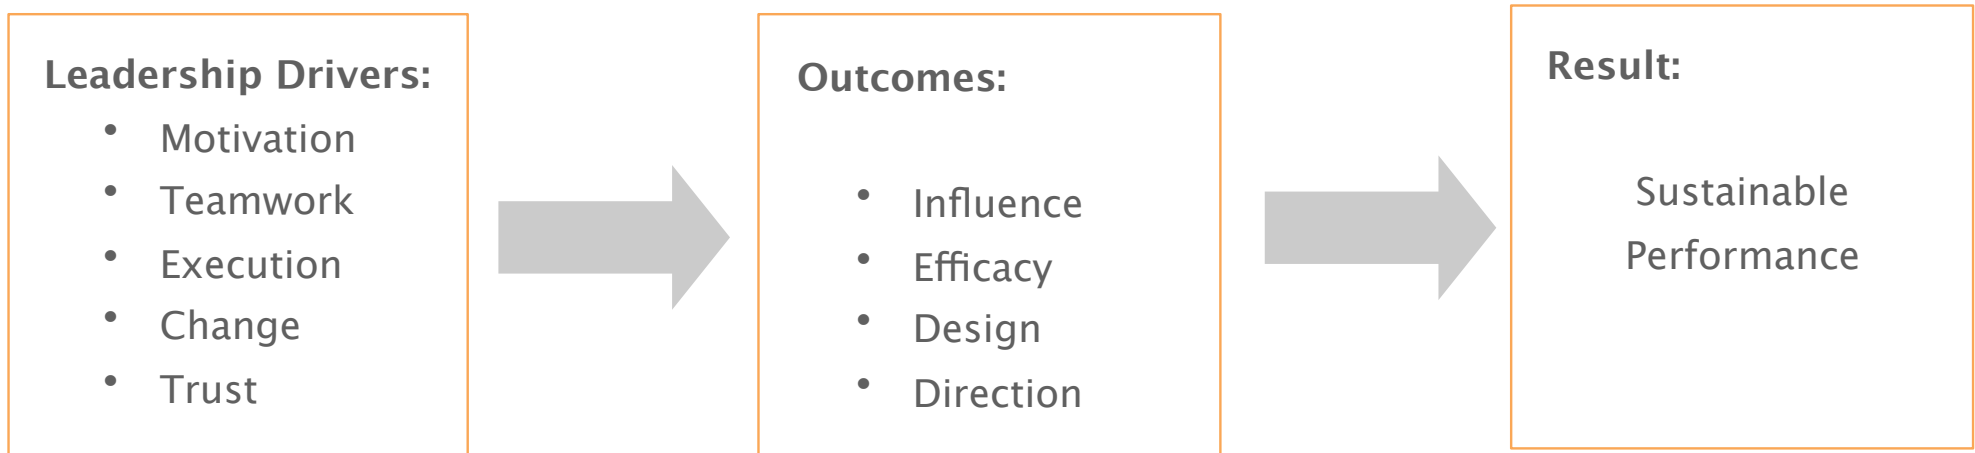 Leadership Drivers:
• Motivation
• Teamwork
• Execution
• Change
• Trust
Outcomes:
• Influence
• Efficacy
• Design
• Direction
Result:
Sustainable
Performance